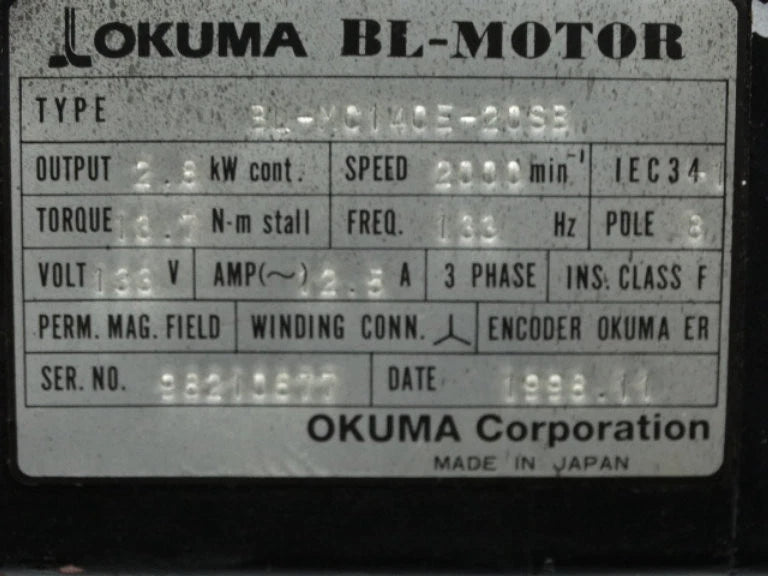 OKUMA BL-MOTOR
TYPE BL-MC140E-20SB
OUTPUT 2.8 kW cont. SPEED 2000 min⁻¹ IEC34-1
TORQUE 13.7 N-m stall FREQ. 133 Hz POLE 8
VOLT 133 V AMP(~) 12.5 A 3 PHASE INS. CLASS F
PERM. MAG. FIELD WINDING CONN. ENCODER OKUMA ER
SER. NO. DATE 1998.11
OKUMA Corporation
MADE IN JAPAN